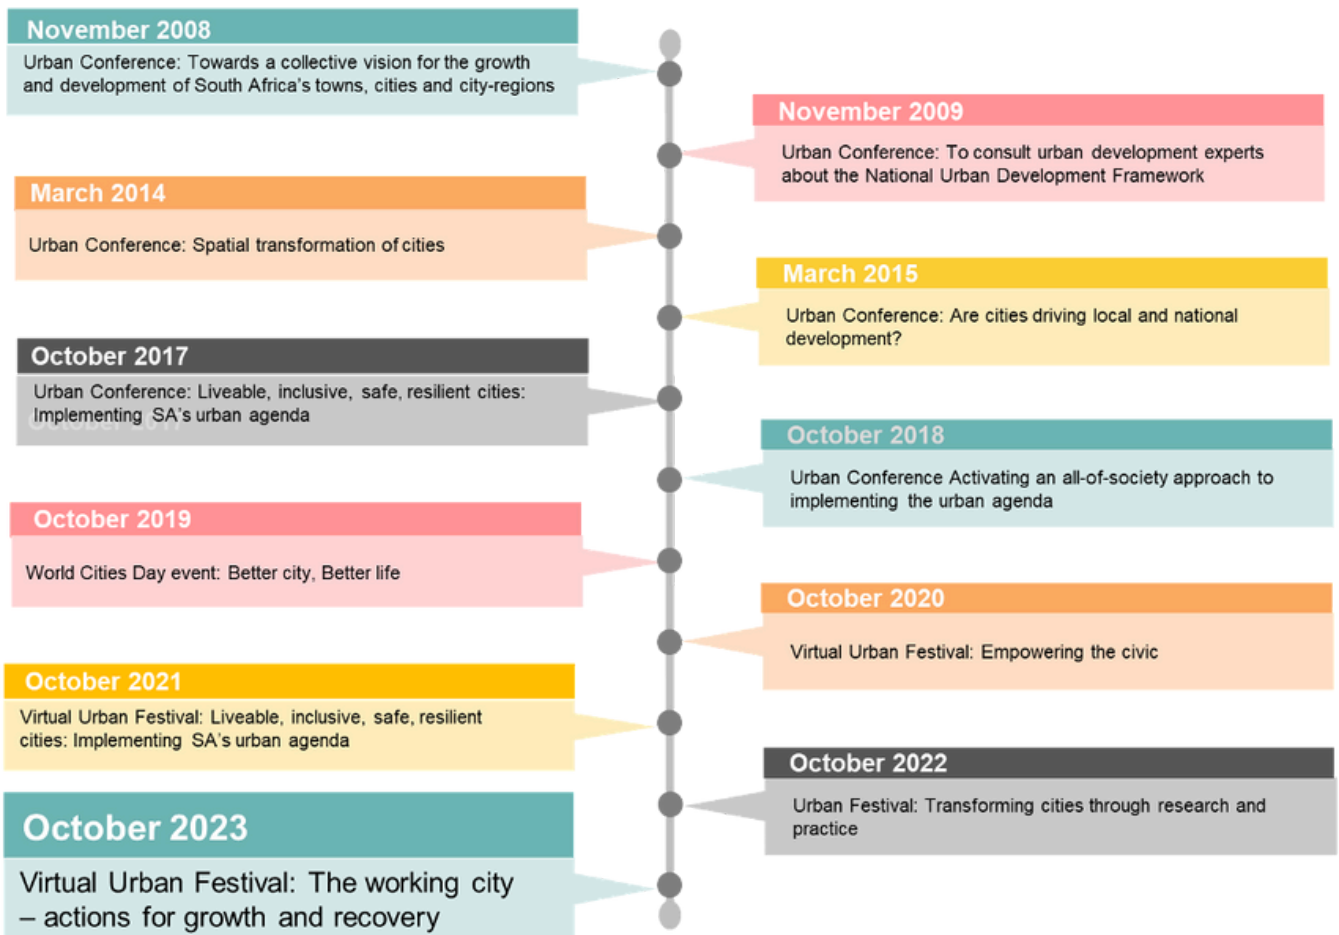 November 2008
Urban Conference: Towards a collective vision for the growth
and development of South Africa's towns, cities and city-regions
November 2009
Urban Conference: To consult urban development experts
about the National Urban Development Framework
March 2014
Urban Conference: Spatial transformation of cities
March 2015
Urban Conference: Are cities driving local and national
development?
October 2017
Urban Conference: Liveable, inclusive, safe, resilient cities:
Implementing SA's urban agenda
October 2017
October 2018
Urban Conference Activating an all-of-society approach to
implementing the urban agenda
October 2019
World Cities Day event: Better city, Better life
October 2020
Virtual Urban Festival: Empowering the civic
October 2021
Virtual Urban Festival: Liveable, inclusive, safe, resilient
cities: Implementing SA's urban agenda
October 2022
Urban Festival: Transforming cities through research and
practice
October 2023
Virtual Urban Festival: The working city
– actions for growth and recovery